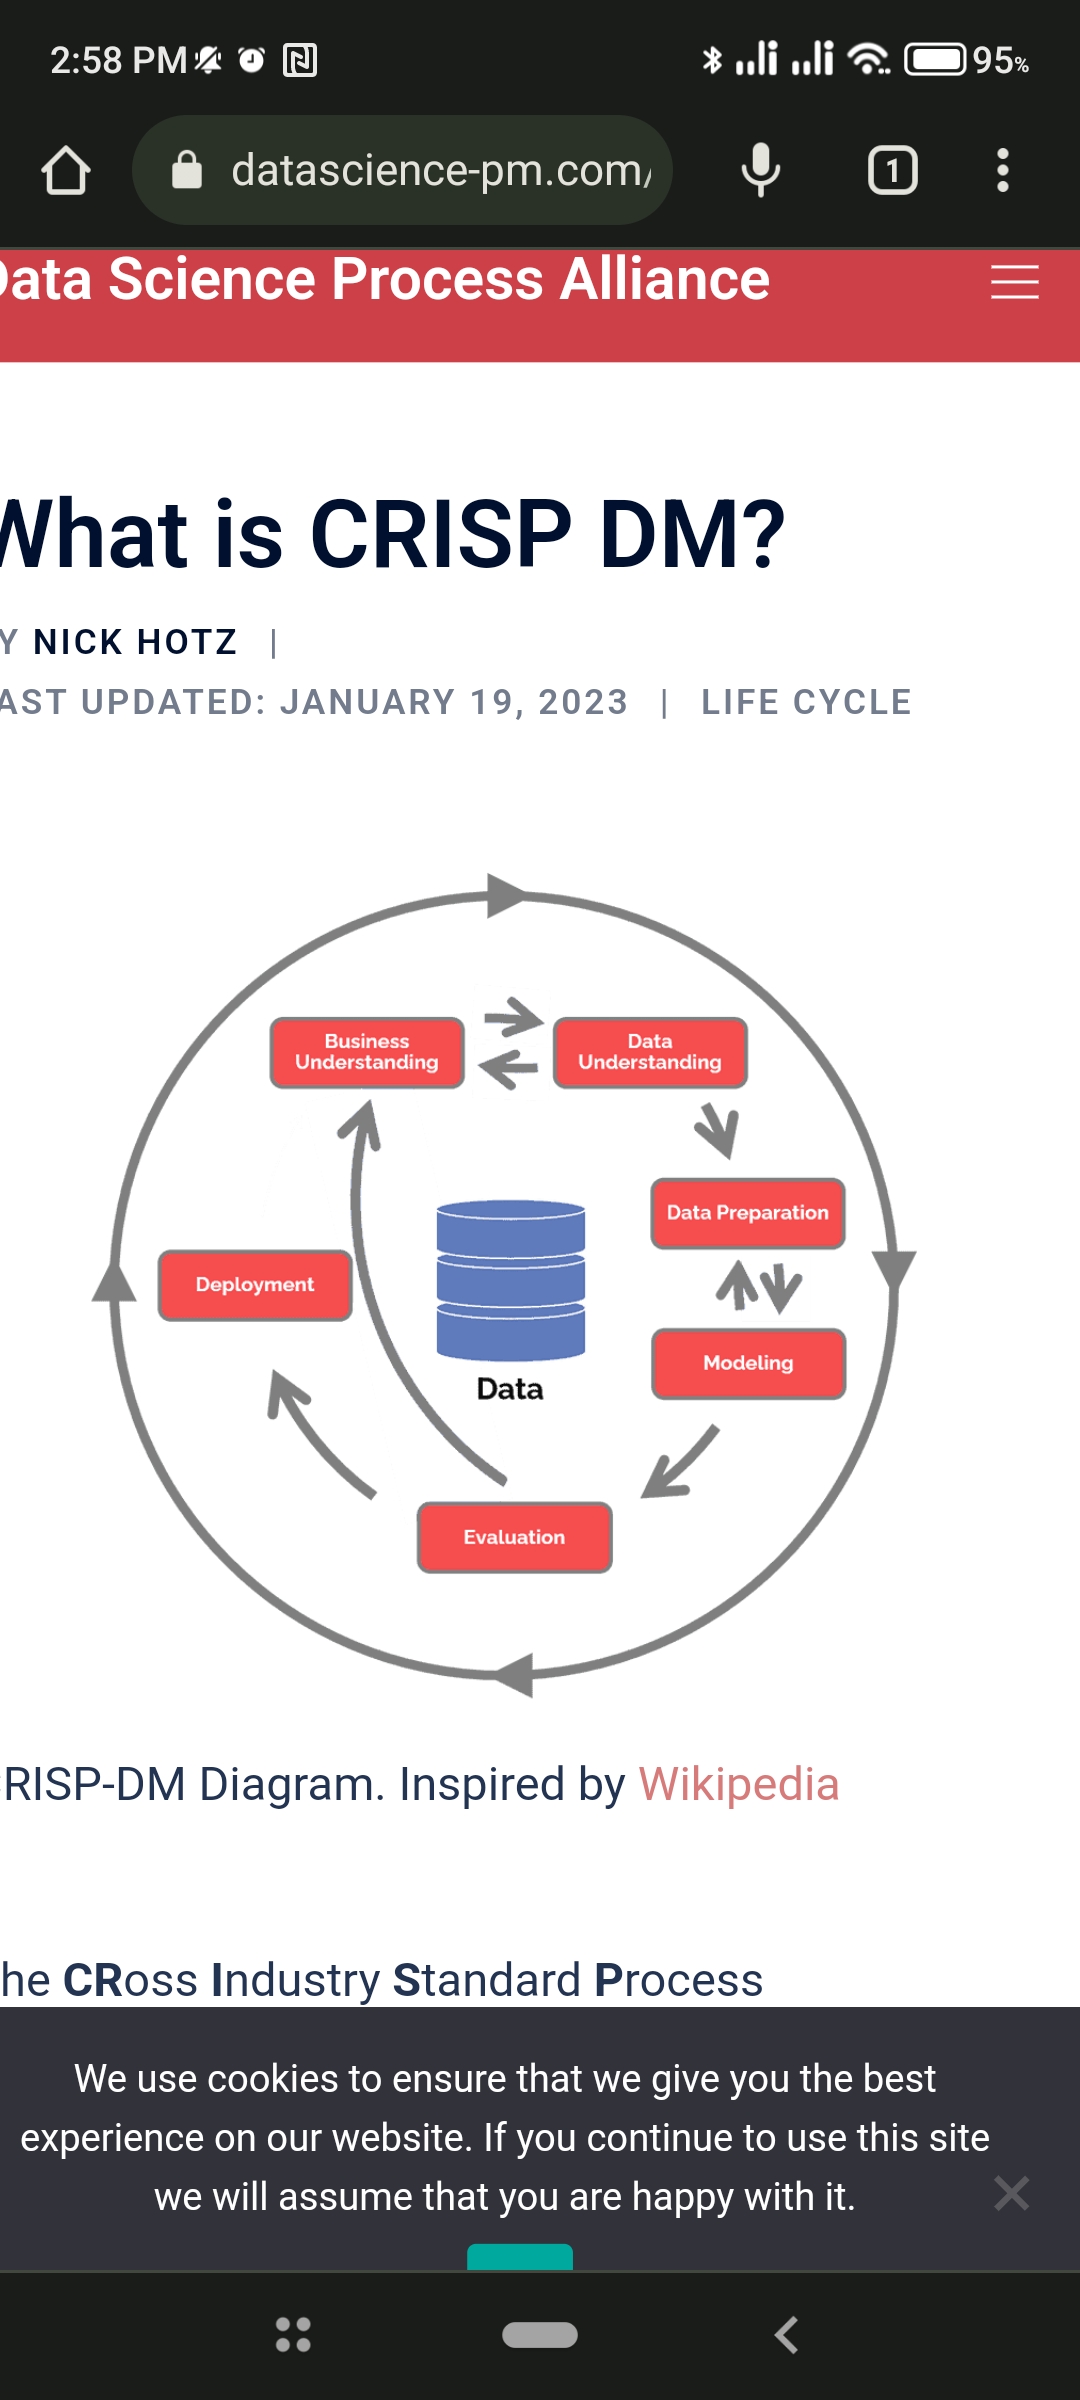 2:58 PM
95%
datascience-pm.com/
1
Data Science Process Alliance
What is CRISP DM?
Y NICK HOTZ |
AST UPDATED: JANUARY 19, 2023 | LIFE CYCLE
Business
Understanding
Data
Understanding
Data Preparation
Deployment
Modeling
Data
Evaluation
RISP-DM Diagram. Inspired by Wikipedia
he CRoss Industry Standard Process
We use cookies to ensure that we give you the best
experience on our website. If you continue to use this site
we will assume that you are happy with it.